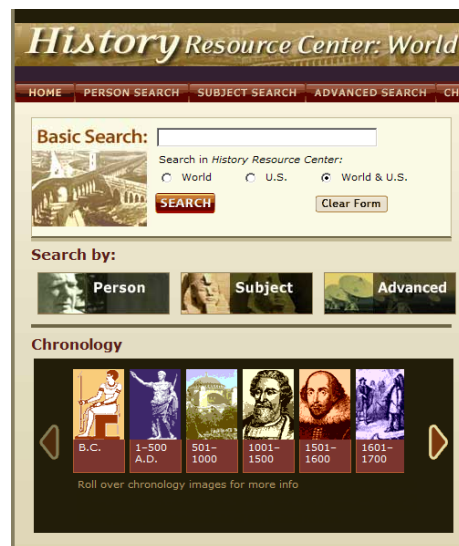 History Resource Center: World
HOME PERSON SEARCH SUBJECT SEARCH ADVANCED SEARCH CH
Basic Search:
Search in History Resource Center:
World U.S. World & U.S.
SEARCH Clear Form
Search by:
Person Subject Advanced
Chronology
B.C. 1–500 A.D. 501–1000 1001–1500 1501–1600 1601–1700
Roll over chronology images for more info